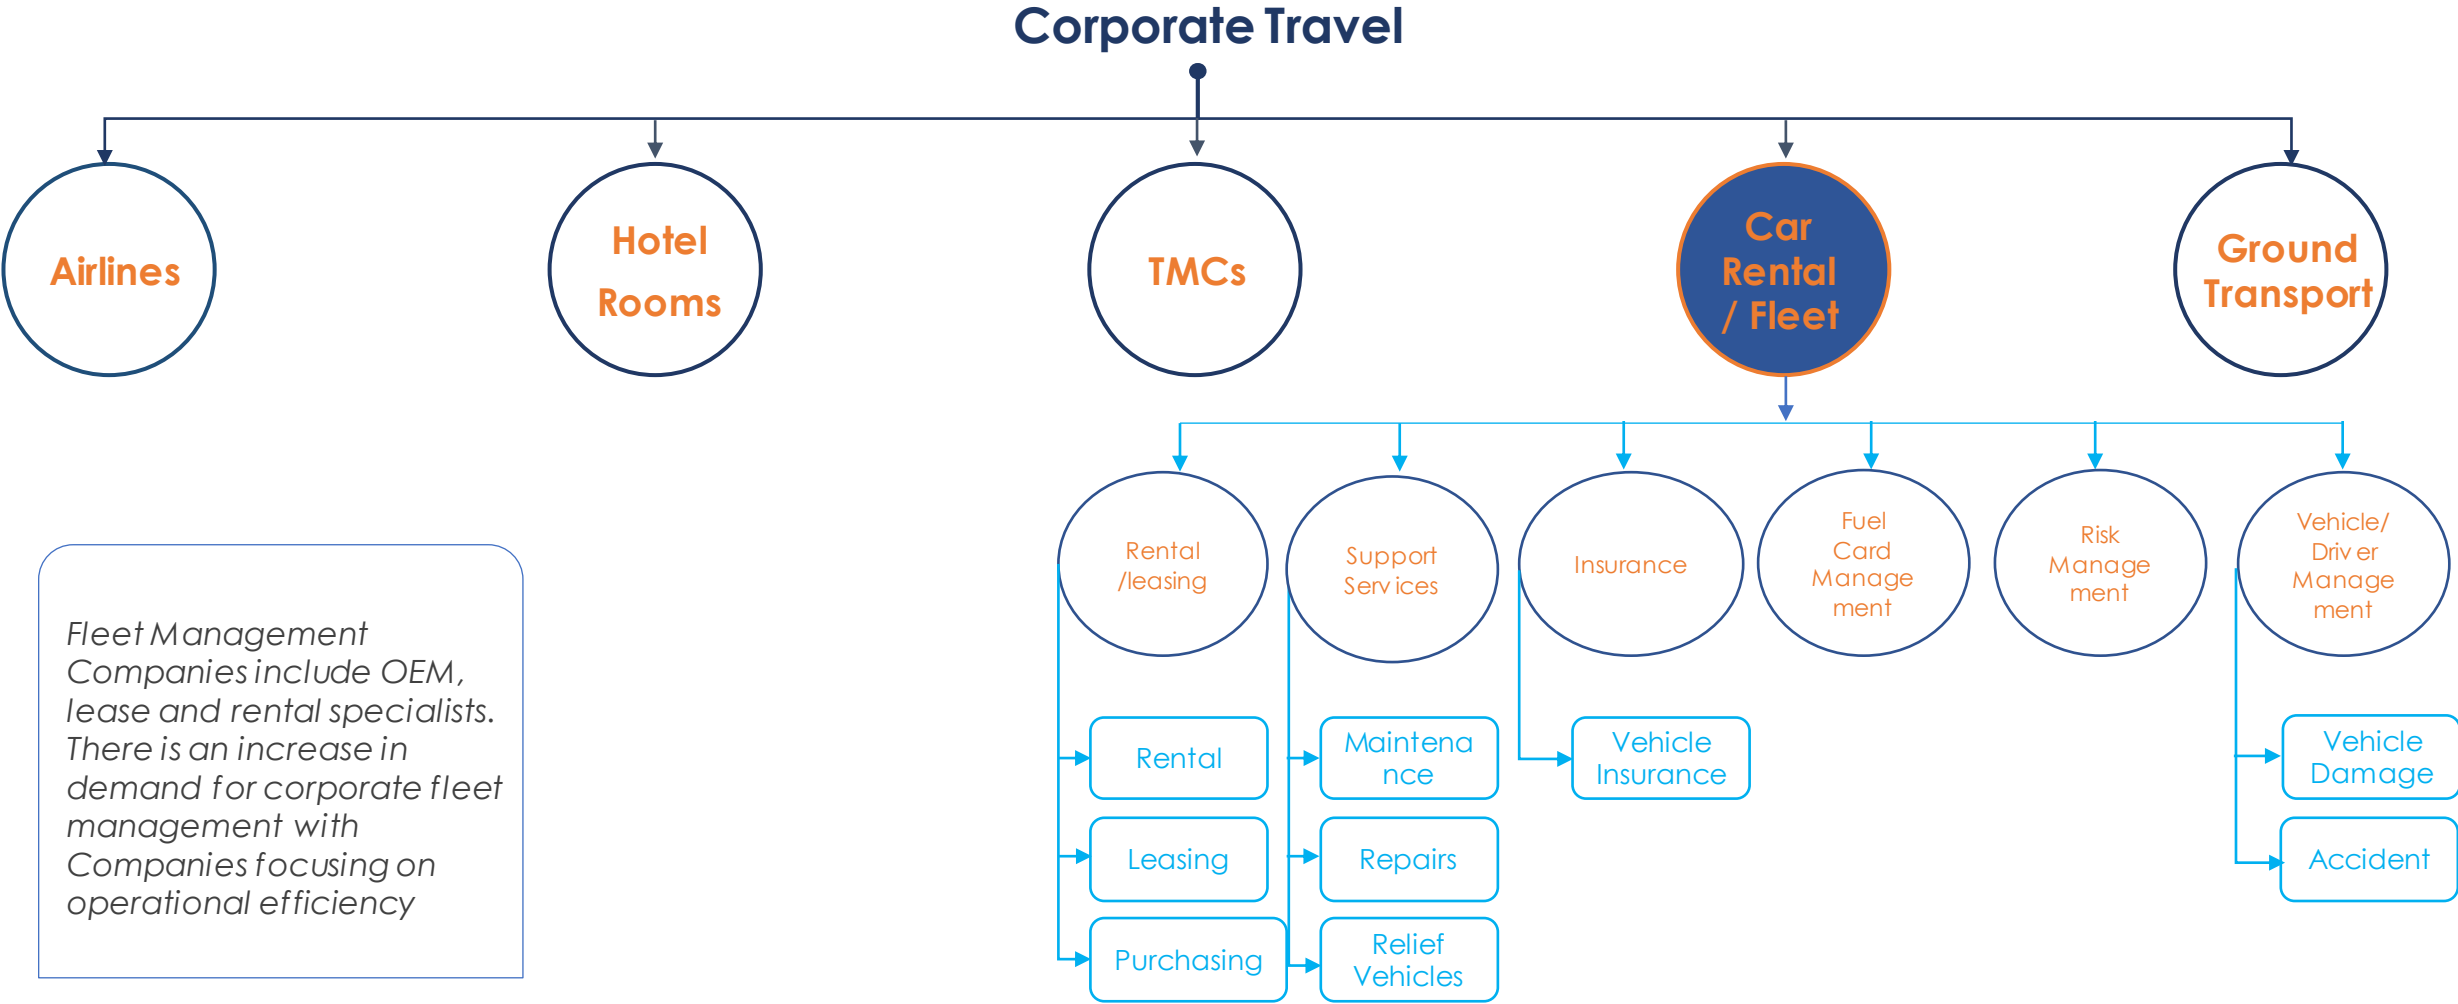 Corporate Travel
Airlines
Hotel
Rooms
TMCs
Car
Rental
/ Fleet
Ground
Transport
Rental
/leasing
Support
Services
Insurance
Fuel
Card
Manage
ment
Risk
Manage
ment
Vehicle/
Driver
Manage
ment
Fleet Management
Companies include OEM,
lease and rental specialists.
There is an increase in
demand for corporate fleet
management with
Companies focusing on
operational efficiency
Rental
Leasing
Purchasing
Maintena
nce
Repairs
Relief
Vehicles
Vehicle
Insurance
Vehicle
Damage
Accident